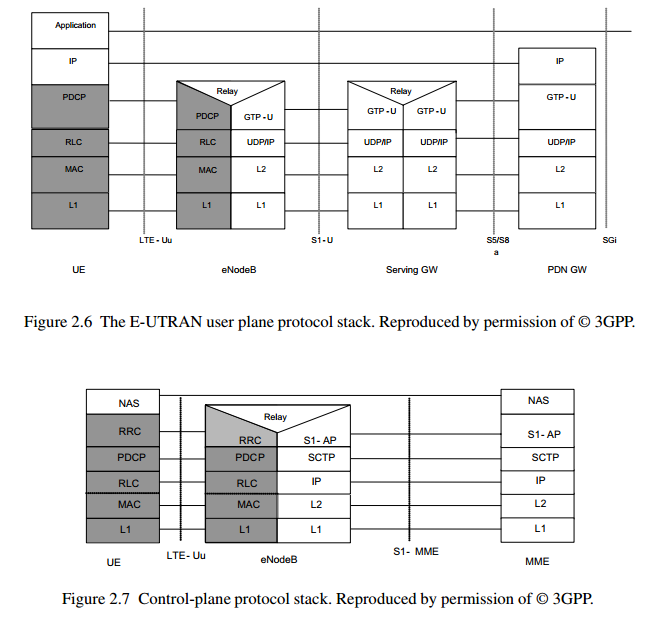 Application
IP IP
PDCP Relay Relay GTP - U
PDCP GTP - U GTP - U GTP - U
RLC RLC UDP/IP UDP/IP UDP/IP UDP/IP
MAC MAC L2 L2 L2 L2
L1 L1 L1 L1 L1 L1
LTE - Uu S1 - U S5/S8 SGi
a
UE eNodeB Serving GW PDN GW
Figure 2.6 The E-UTRAN user plane protocol stack. Reproduced by permission of © 3GPP.
NAS NAS
Relay
RRC RRC S1- AP S1- AP
PDCP PDCP SCTP SCTP
RLC RLC IP IP
MAC MAC L2 L2
L1 L1 L1 L1
LTE- Uu S1- MME
UE eNodeB MME
Figure 2.7 Control-plane protocol stack. Reproduced by permission of © 3GPP.